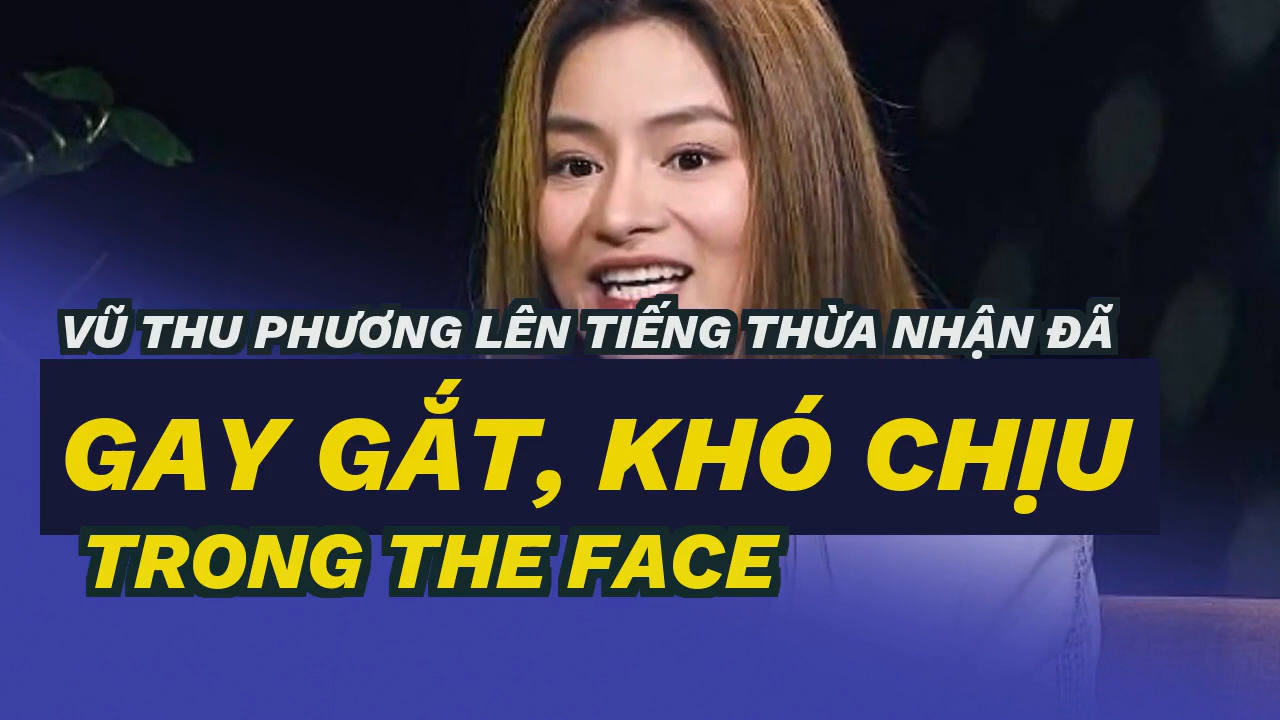 VŨ THU PHƯƠNG LÊN TIẾNG THỪA NHẬN ĐÃ
GAY GẮT, KHÓ CHỊU
TRONG THE FACE